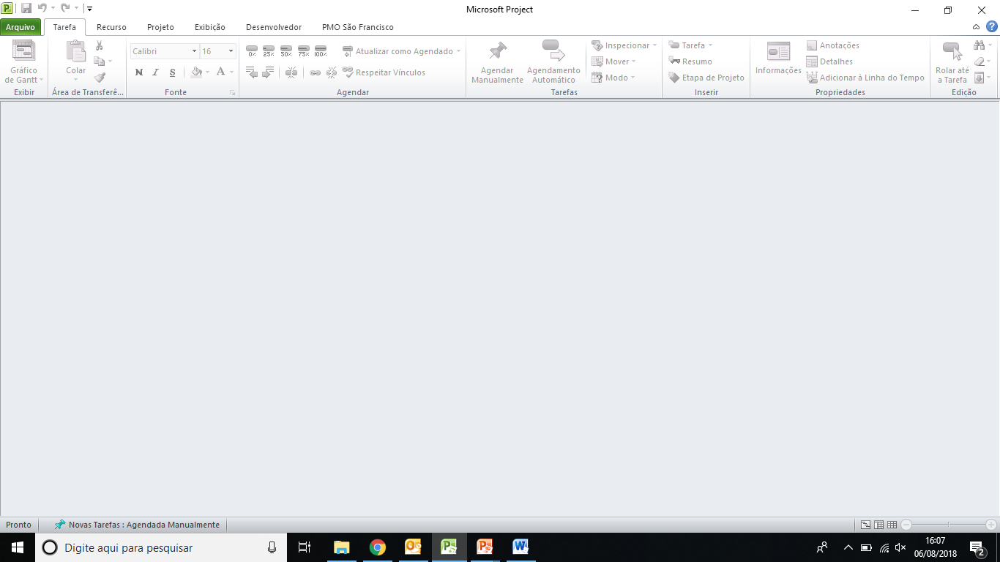 Microsoft Project
Arquivo Tarefa Recurso Projeto Exibição Desenvolvedor PMO São Francisco
Gráfico de Gantt
Exibir
Colar
Área de Transferê...
Calibri 16
N I S A
Fonte
0% 25% 50% 75% 100%
Atualizar como Agendado
Respeitar Vínculos
Agendar
Agendar Manualmente
Agendamento Automático
Inspecionar
Mover
Modo
Tarefas
Tarefa
Resumo
Etapa de Projeto
Inserir
Informações
Anotações
Detalhes
Adicionar à Linha do Tempo
Propriedades
Rolar até a Tarefa
Edição
Pronto Novas Tarefas : Agendada Manualmente
Digite aqui para pesquisar
16:07
06/08/2018
2